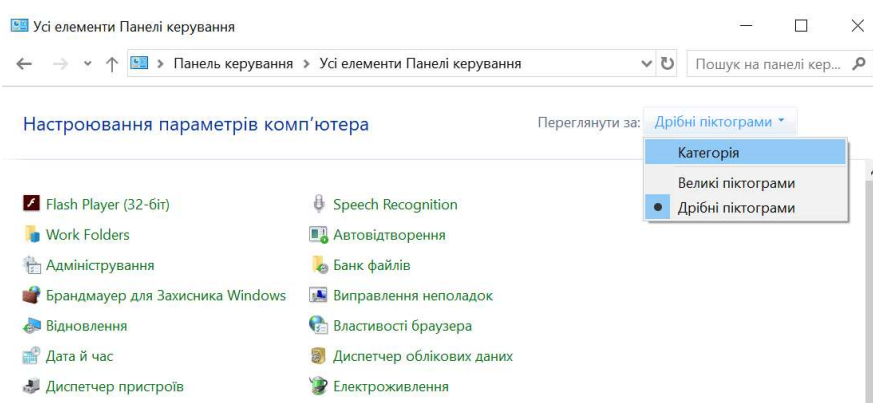 Усі елементи Панелі керування
Панель керування Усі елементи Панелі керування
Пошук на панелі кер...
Настроювання параметрів комп'ютера
Переглянути за: Дрібні піктограми
Категорія
Великі піктограми
Дрібні піктограми
Flash Player (32-біт)
Speech Recognition
Work Folders
Автовідтворення
Адміністрування
Банк файлів
Брандмауер для Захисника Windows
Виправлення неполадок
Відновлення
Властивості браузера
Дата й час
Диспетчер облікових даних
Диспетчер пристроїв
Електроживлення